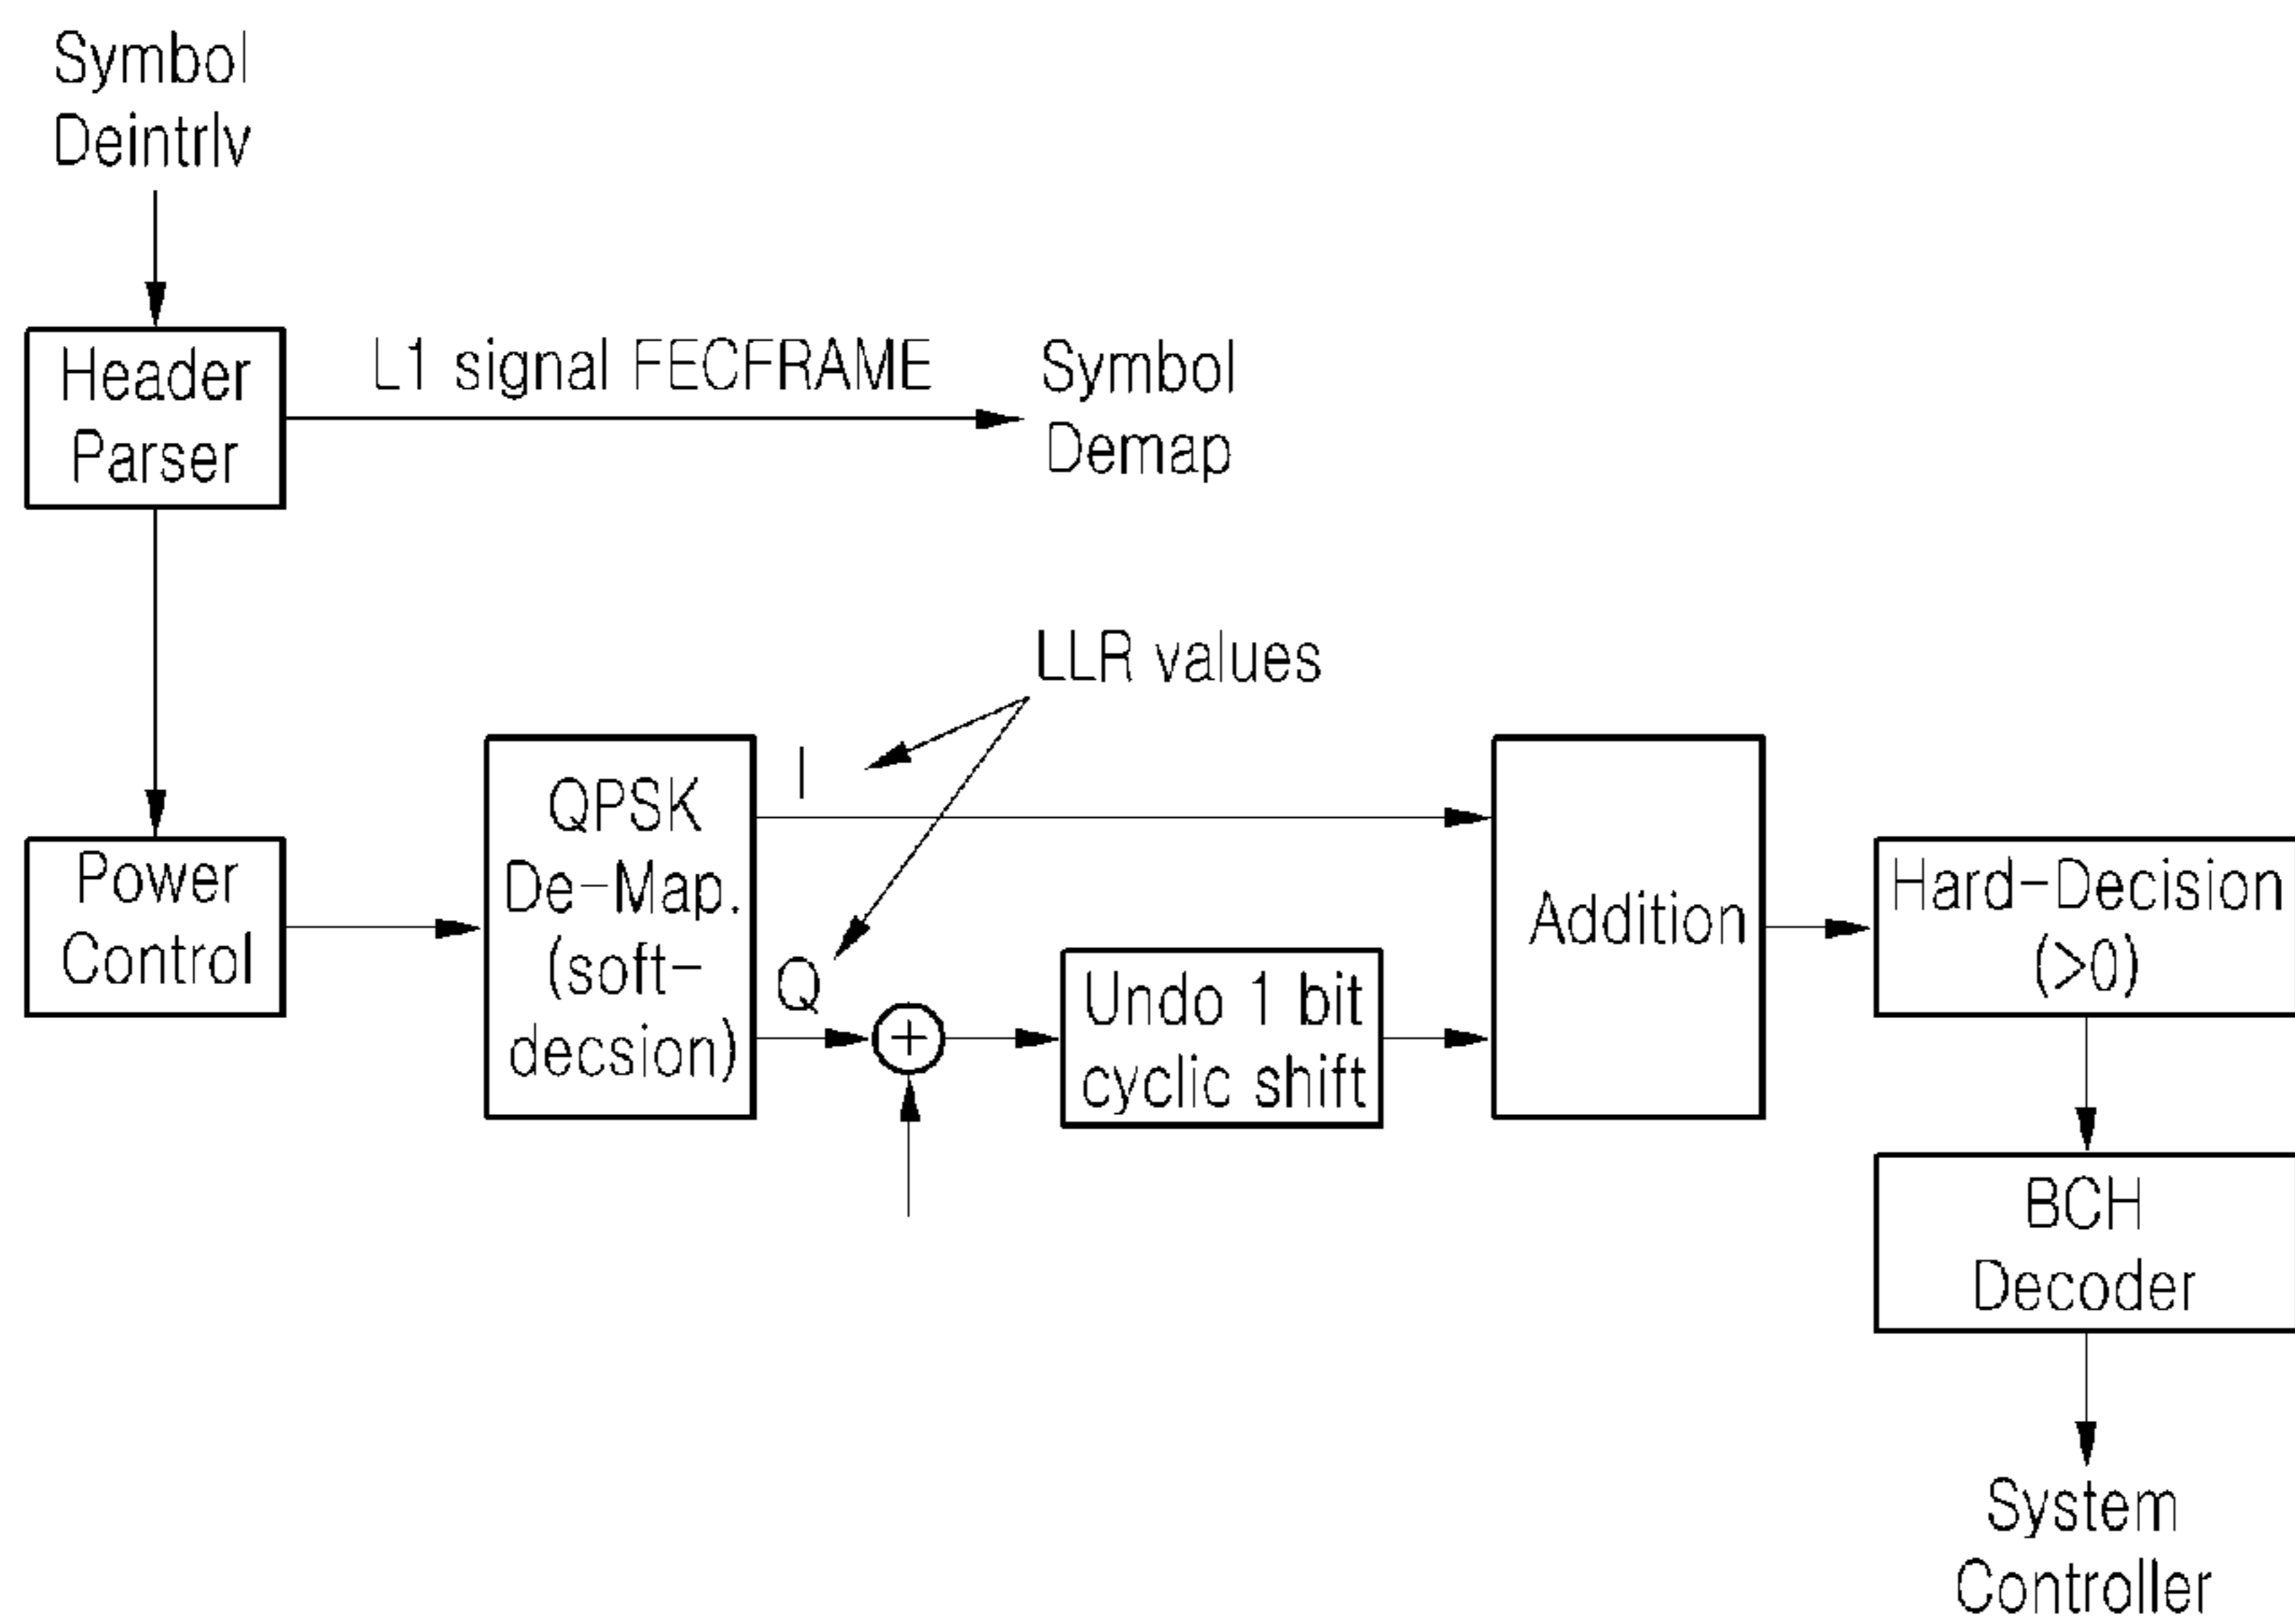 Symbol
Deintrlv
Header
Parser
L1 signal FECFRAME
Symbol
Demap
LLR values
Power
Control
QPSK
De-Map.
(soft-
decsion)
I
Q
+
Undo 1 bit
cyclic shift
Addition
Hard-Decision
(>0)
BCH
Decoder
System
Controller